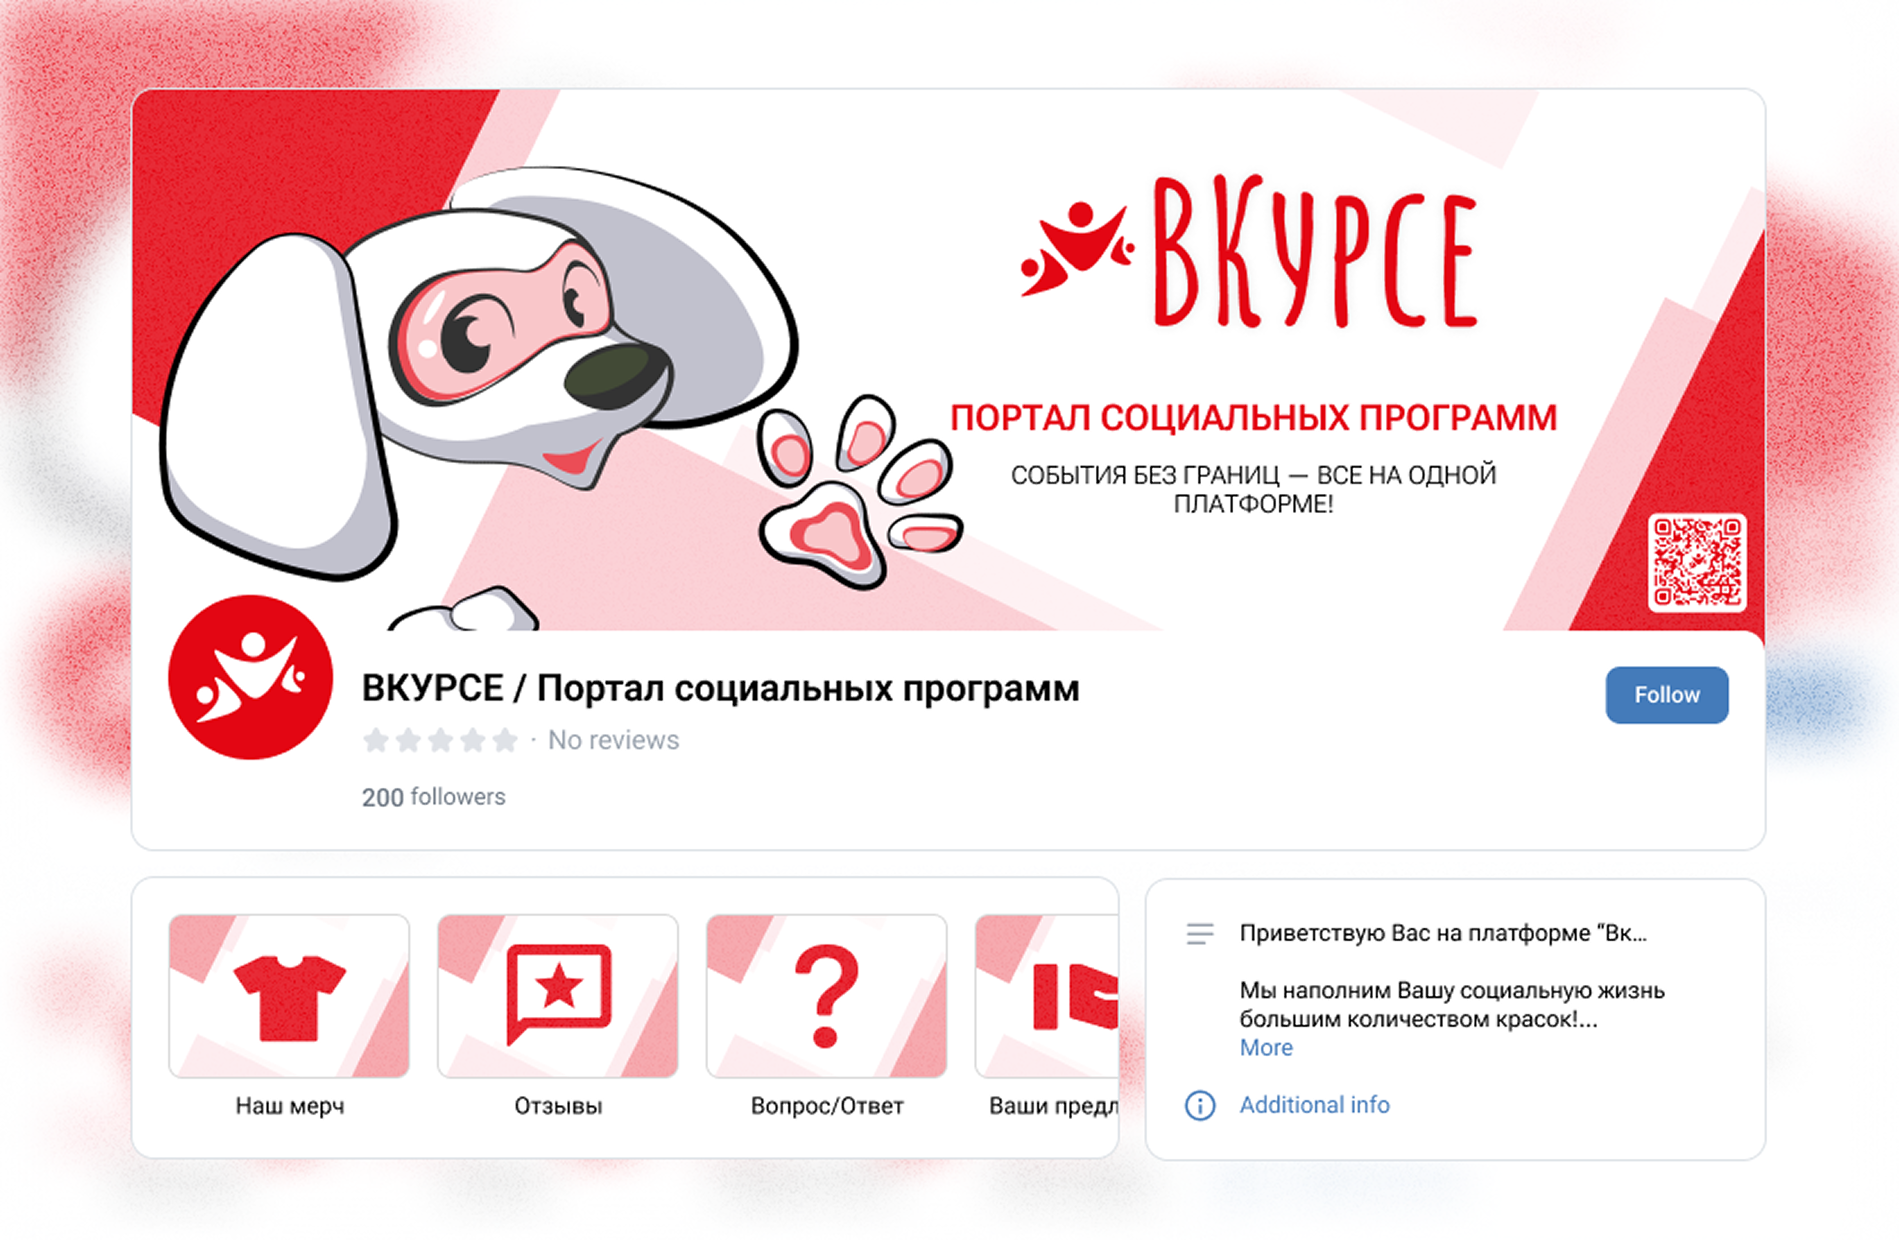 ВКУРСЕ
ПОРТАЛ СОЦИАЛЬНЫХ ПРОГРАММ
СОБЫТИЯ БЕЗ ГРАНИЦ — ВСЕ НА ОДНОЙ
ПЛАТФОРМЕ!
ВКУРСЕ / Портал социальных программ
Follow
· No reviews
200 followers
Наш мерч
Отзывы
Вопрос/Ответ
Ваши предл
Приветствую Вас на платформе “Вк...
Мы наполним Вашу социальную жизнь
большим количеством красок!...
More
Additional info